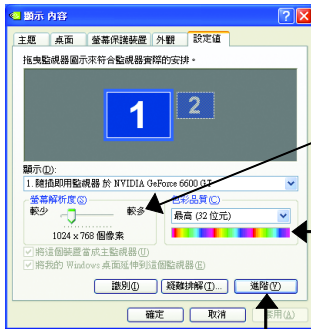 顯示 內容
主題 桌面 螢幕保護裝置 外觀 設定值
拖曳監視器圖示來符合監視器實際的安排。
1 2
顯示(D):
1. 隨插即用監視器 於 NVIDIA GeForce 6600 GT
螢幕解析度(S)
較少 較多
1024 x 768 個像素
色彩品質(C)
最高 (32 位元)
將這個裝置當成主監視器(U)
將我的 Windows 桌面延伸到這個監視器(E)
識別(I) 疑難排解(T)... 進階(V)
確定 取消 套用(A)